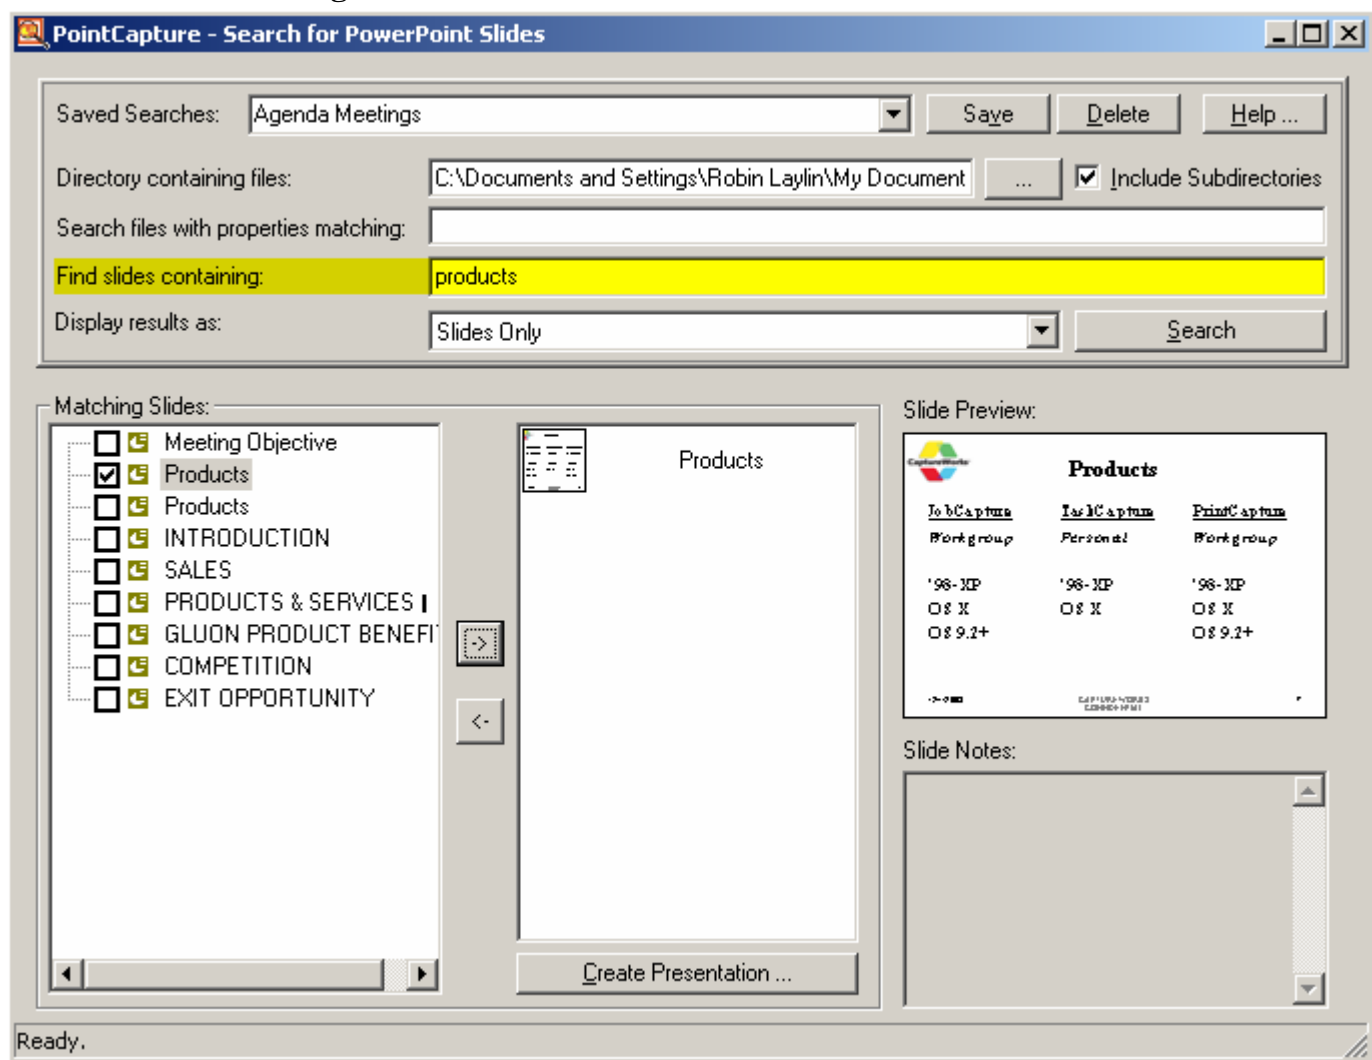 PointCapture - Search for PowerPoint Slides
Saved Searches: Agenda Meetings Save Delete Help ...
Directory containing files: C:\Documents and Settings\Robin Laylin\My Document ... Include Subdirectories
Search files with properties matching:
Find slides containing: products
Display results as: Slides Only Search
Matching Slides:
Meeting Objective
Products
Products
INTRODUCTION
SALES
PRODUCTS & SERVICES
GLUON PRODUCT BENEFI
COMPETITION
EXIT OPPORTUNITY
->
<-
Products
Create Presentation ...
Slide Preview:
CaptureWorks
Products
JobCapture TaskCapture PrintCapture
Workgroup Personal Workgroup
'98-XP '98-XP '98-XP
OS X OS X OS X
OS 9.2+ OS 9.2+
CAPTURE WORKS
CONFIDENTIAL
Slide Notes:
Ready.